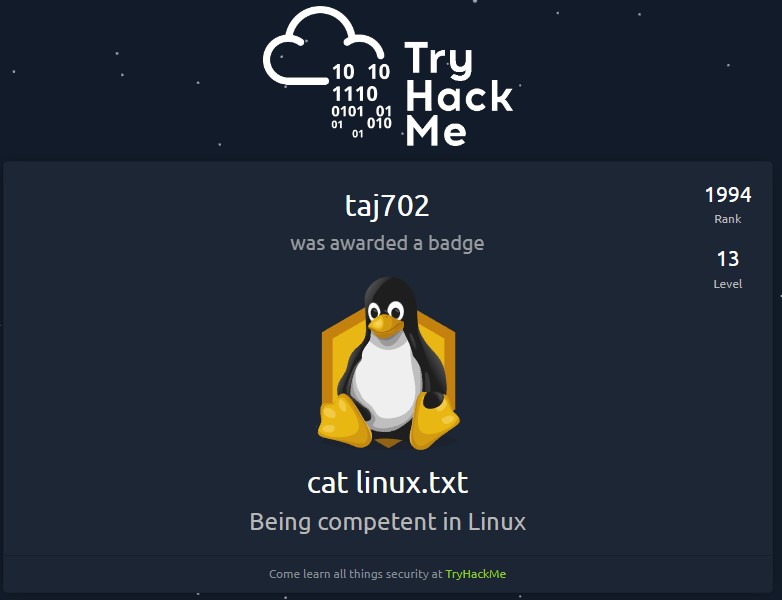 Try
Hack
Me
10 10
1110
0101 01
01 010
01
taj702
was awarded a badge
1994
Rank
13
Level
cat linux.txt
Being competent in Linux
Come learn all things security at TryHackMe